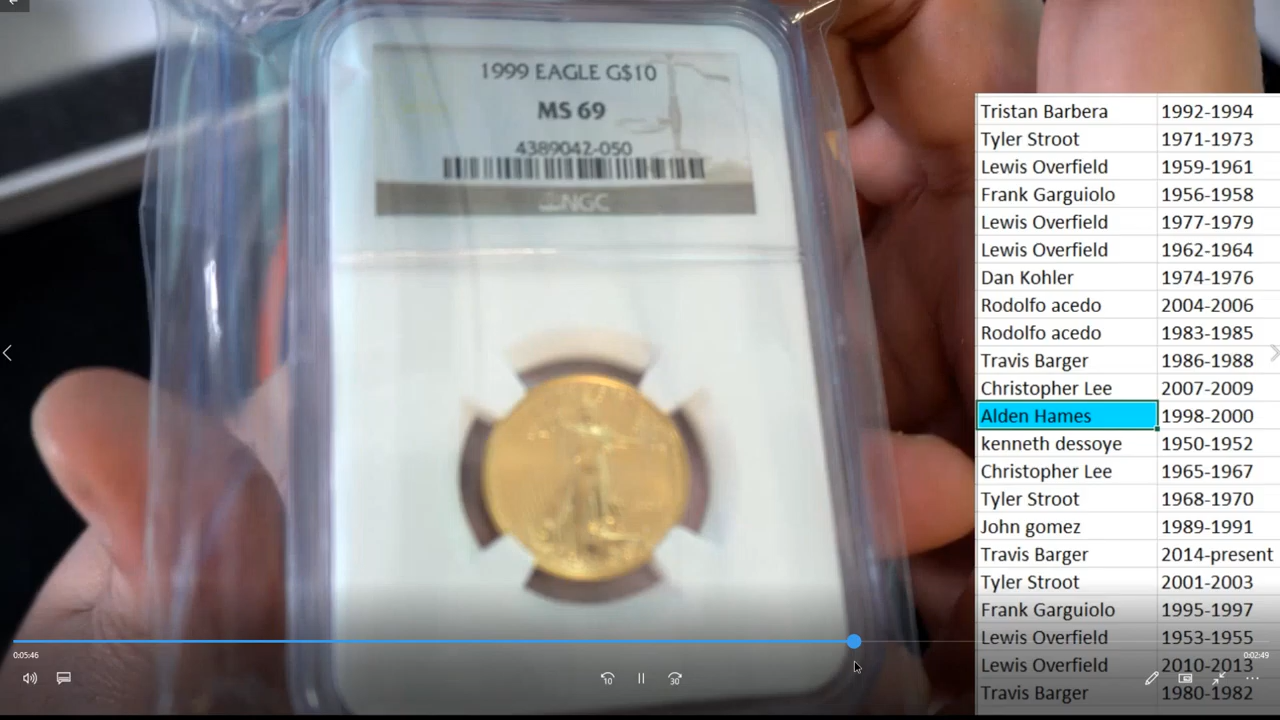 1999 EAGLE G$10
MS 69
4389042-050
NGC
Tristan Barbera 1992-1994
Tyler Stroot 1971-1973
Lewis Overfield 1959-1961
Frank Garguiolo 1956-1958
Lewis Overfield 1977-1979
Lewis Overfield 1962-1964
Dan Kohler 1974-1976
Rodolfo acedo 2004-2006
Rodolfo acedo 1983-1985
Travis Barger 1986-1988
Christopher Lee 2007-2009
Alden Hames 1998-2000
kenneth dessoye 1950-1952
Christopher Lee 1965-1967
Tyler Stroot 1968-1970
John gomez 1989-1991
Travis Barger 2014-present
Tyler Stroot 2001-2003
Frank Garguiolo 1995-1997
Lewis Overfield 1953-1955
Lewis Overfield 2010-2013
Travis Barger 1980-1982
0:05:46
0:02:49
10
30